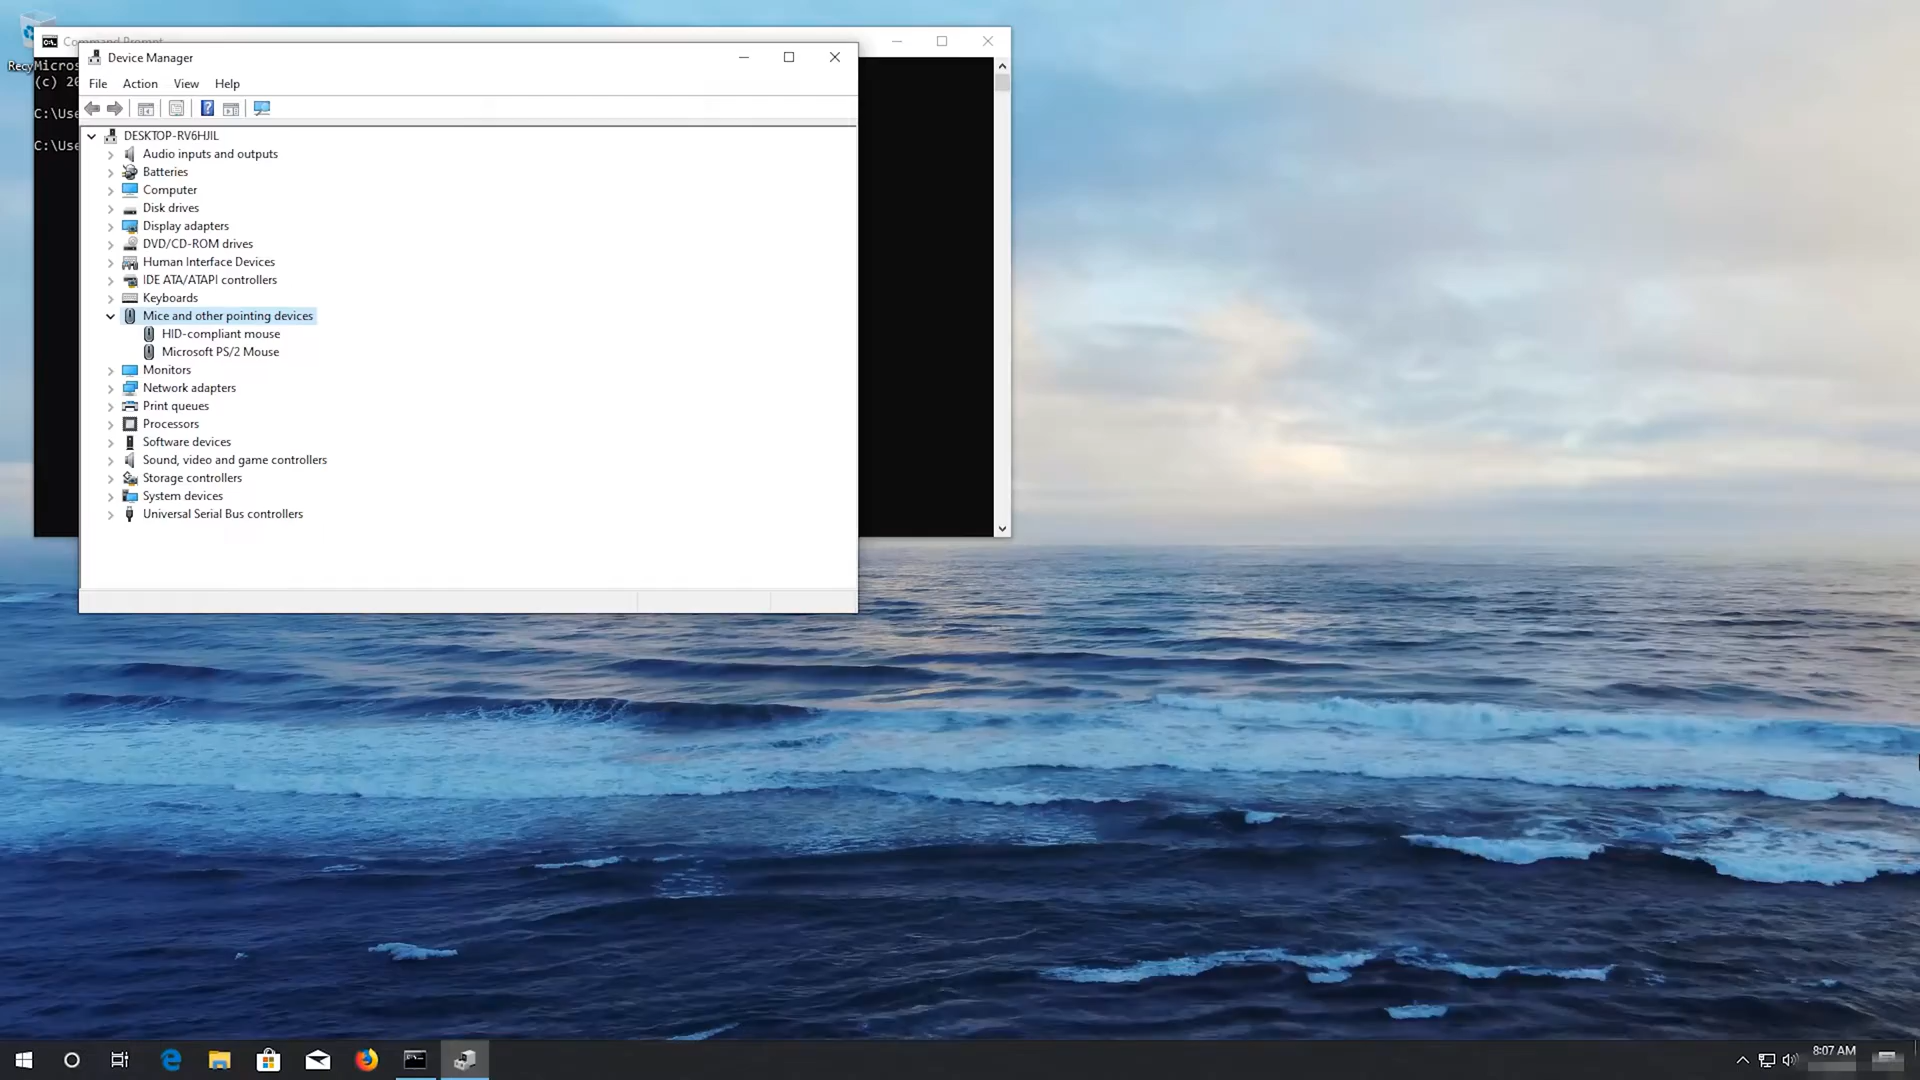 Command Prompt
Device Manager
File Action View Help
Recy
Micros
(c) 20
C:\Use
C:\Use
DESKTOP-RV6HJIL
Audio inputs and outputs
Batteries
Computer
Disk drives
Display adapters
DVD/CD-ROM drives
Human Interface Devices
IDE ATA/ATAPI controllers
Keyboards
Mice and other pointing devices
HID-compliant mouse
Microsoft PS/2 Mouse
Monitors
Network adapters
Print queues
Processors
Software devices
Sound, video and game controllers
Storage controllers
System devices
Universal Serial Bus controllers
8:07 AM